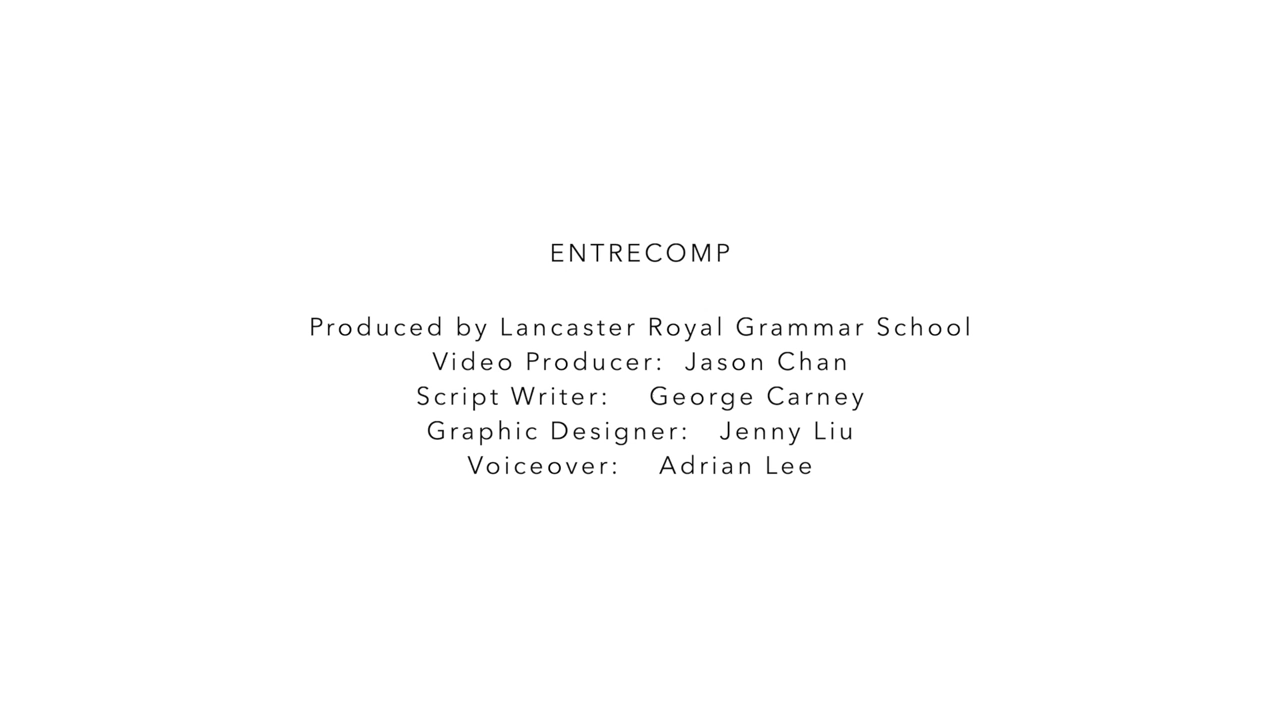 ENTRECOMP
Produced by Lancaster Royal Grammar School
Video Producer: Jason Chan
Script Writer: George Carney
Graphic Designer: Jenny Liu
Voiceover: Adrian Lee